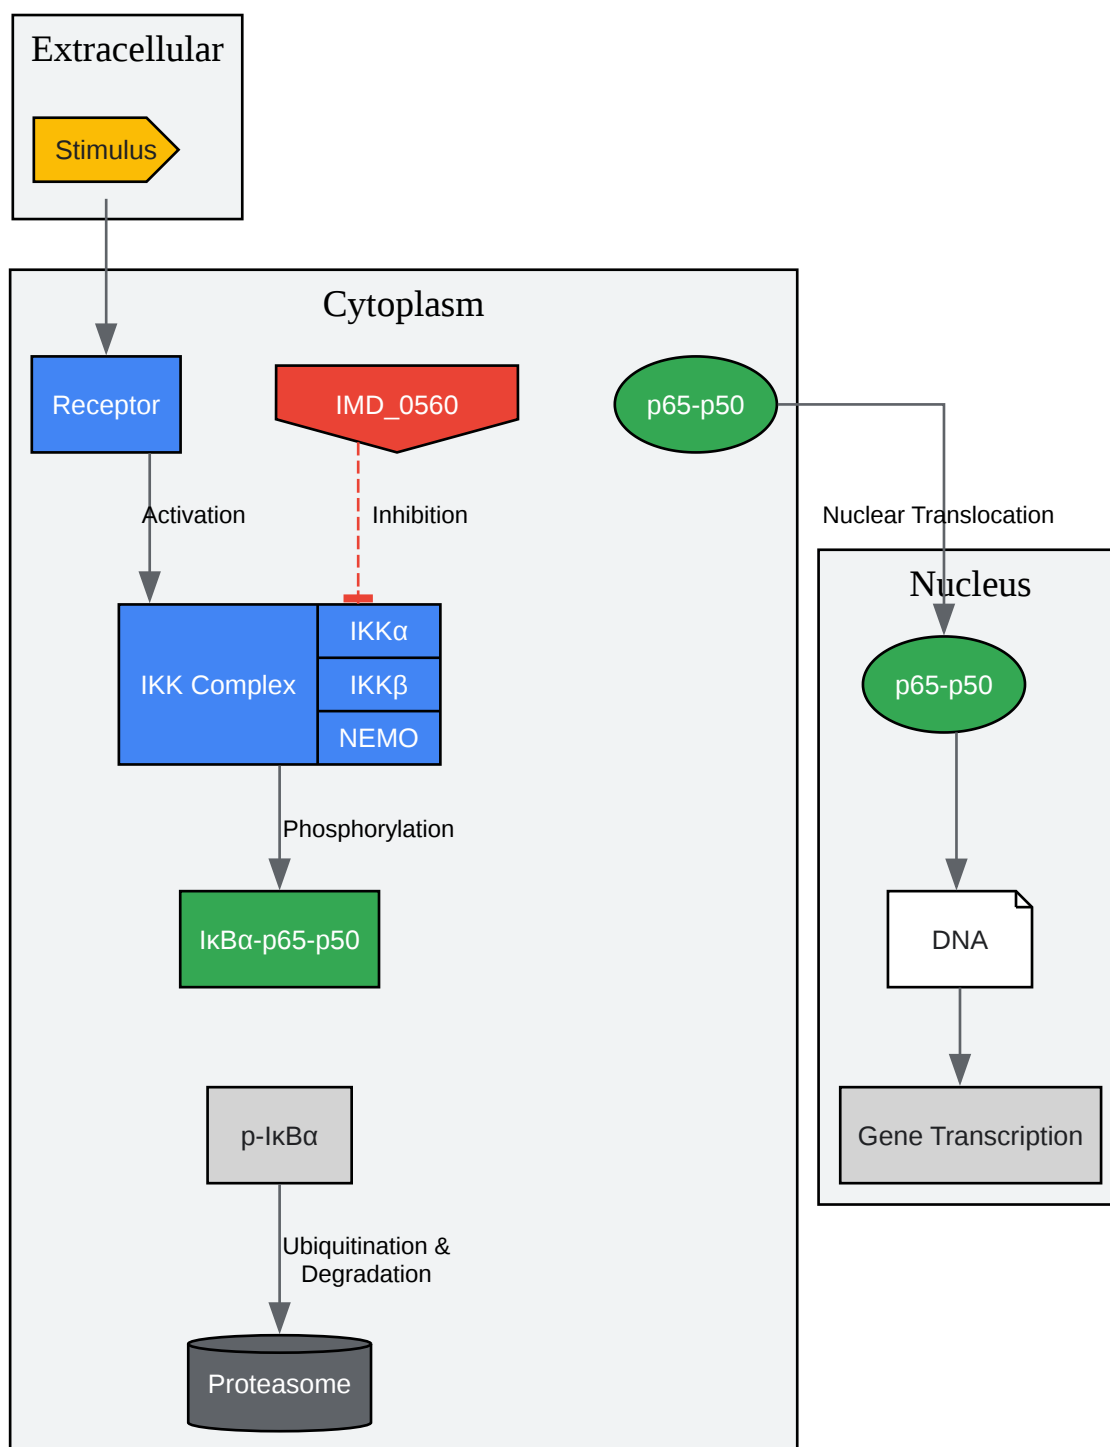 Extracellular
Stimulus
Cytoplasm
Receptor
IMD_0560
p65-p50
Activation
Inhibition
Nuclear Translocation
Nucleus
IKK Complex
IKKα
IKKβ
NEMO
p65-p50
Phosphorylation
IκBα-p65-p50
DNA
p-IκBα
Gene Transcription
Ubiquitination &
Degradation
Proteasome